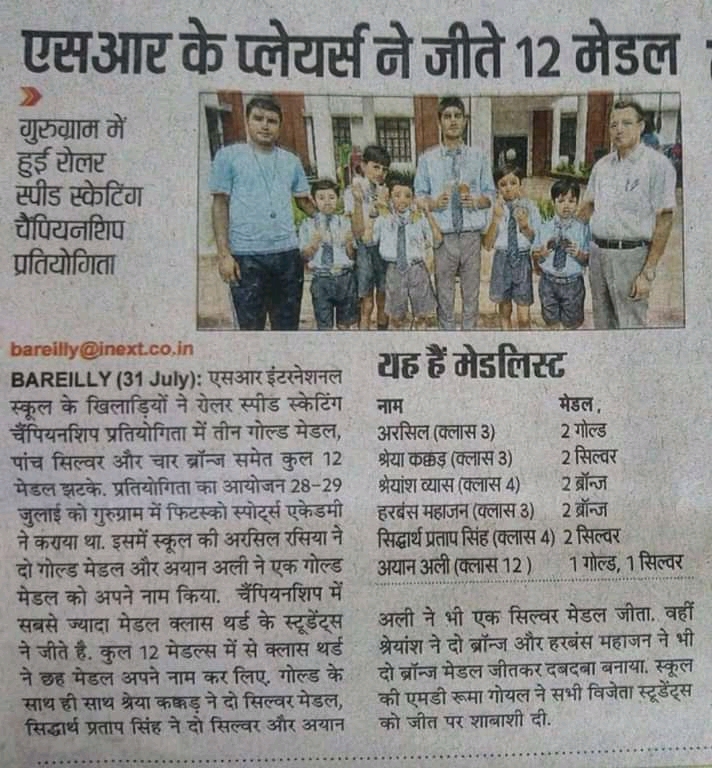 एसआर के प्लेयर्स ने जीते 12 मेडल
गुरुग्राम में
हुई रोलर
स्पीड स्केटिंग
चैंपियनशिप
प्रतियोगिता
bareilly@inext.co.in
BAREILLY (31 July): एसआर इंटरनेशनल
स्कूल के खिलाड़ियों ने रोलर स्पीड स्केटिंग
चैंपियनशिप प्रतियोगिता में तीन गोल्ड मेडल,
पांच सिल्वर और चार ब्रॉन्ज समेत कुल 12
मेडल झटके. प्रतियोगिता का आयोजन 28-29
जुलाई को गुरुग्राम में फिटस्को स्पोर्ट्स एकेडमी
ने कराया था. इसमें स्कूल की अरसिल रसिया ने
दो गोल्ड मेडल और अयान अली ने एक गोल्ड
मेडल को अपने नाम किया. चैंपियनशिप में
सबसे ज्यादा मेडल क्लास थर्ड के स्टूडेंट्स
ने जीते है. कुल 12 मेडल्स में से क्लास थर्ड
ने छह मेडल अपने नाम कर लिए. गोल्ड के
साथ ही साथ श्रेया कक्कड़ ने दो सिल्वर मेडल,
सिद्धार्थ प्रताप सिंह ने दो सिल्वर और अयान
यह हैं मेडलिस्ट
नाम मेडल,
अरसिल (क्लास 3) 2 गोल्ड
श्रेया कक्कड़ (क्लास 3) 2 सिल्वर
श्रेयांश व्यास (क्लास 4) 2 ब्रॉन्ज
हरबंस महाजन (क्लास 3) 2 ब्रॉन्ज
सिद्धार्थ प्रताप सिंह (क्लास 4) 2 सिल्वर
अयान अली (क्लास 12 ) 1 गोल्ड, 1 सिल्वर
अली ने भी एक सिल्वर मेडल जीता. वहीं
श्रेयांश ने दो ब्रॉन्ज और हरबंस महाजन ने भी
दो ब्रॉन्ज मेडल जीतकर दबदबा बनाया. स्कूल
की एमडी रूमा गोयल ने सभी विजेता स्टूडेंट्स
को जीत पर शाबाशी दी.